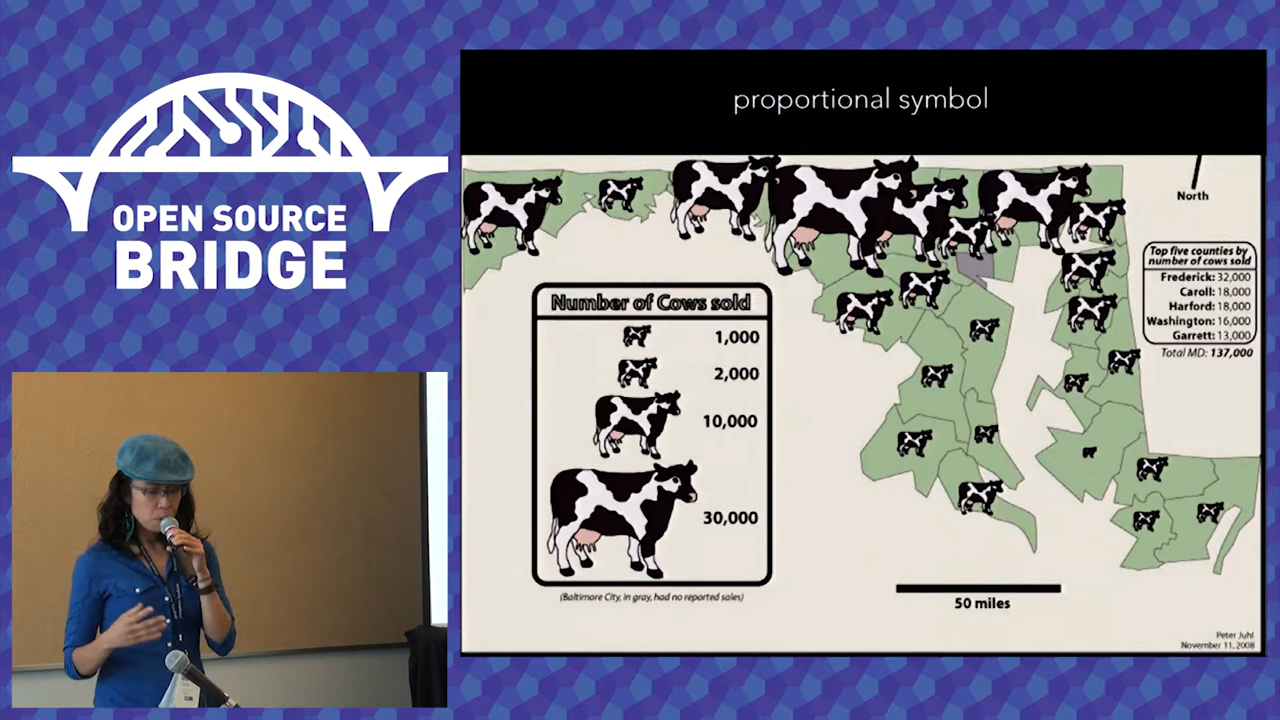 OPEN SOURCE
BRIDGE
proportional symbol
North
Top five counties by
number of cows sold
Frederick: 32,000
Caroll: 18,000
Harford: 18,000
Washington: 16,000
Garrett: 13,000
Total MD: 137,000
Number of Cows sold
1,000
2,000
10,000
30,000
(Baltimore City, in gray, had no reported sales)
50 miles
Peter Juhl
November 11, 2008